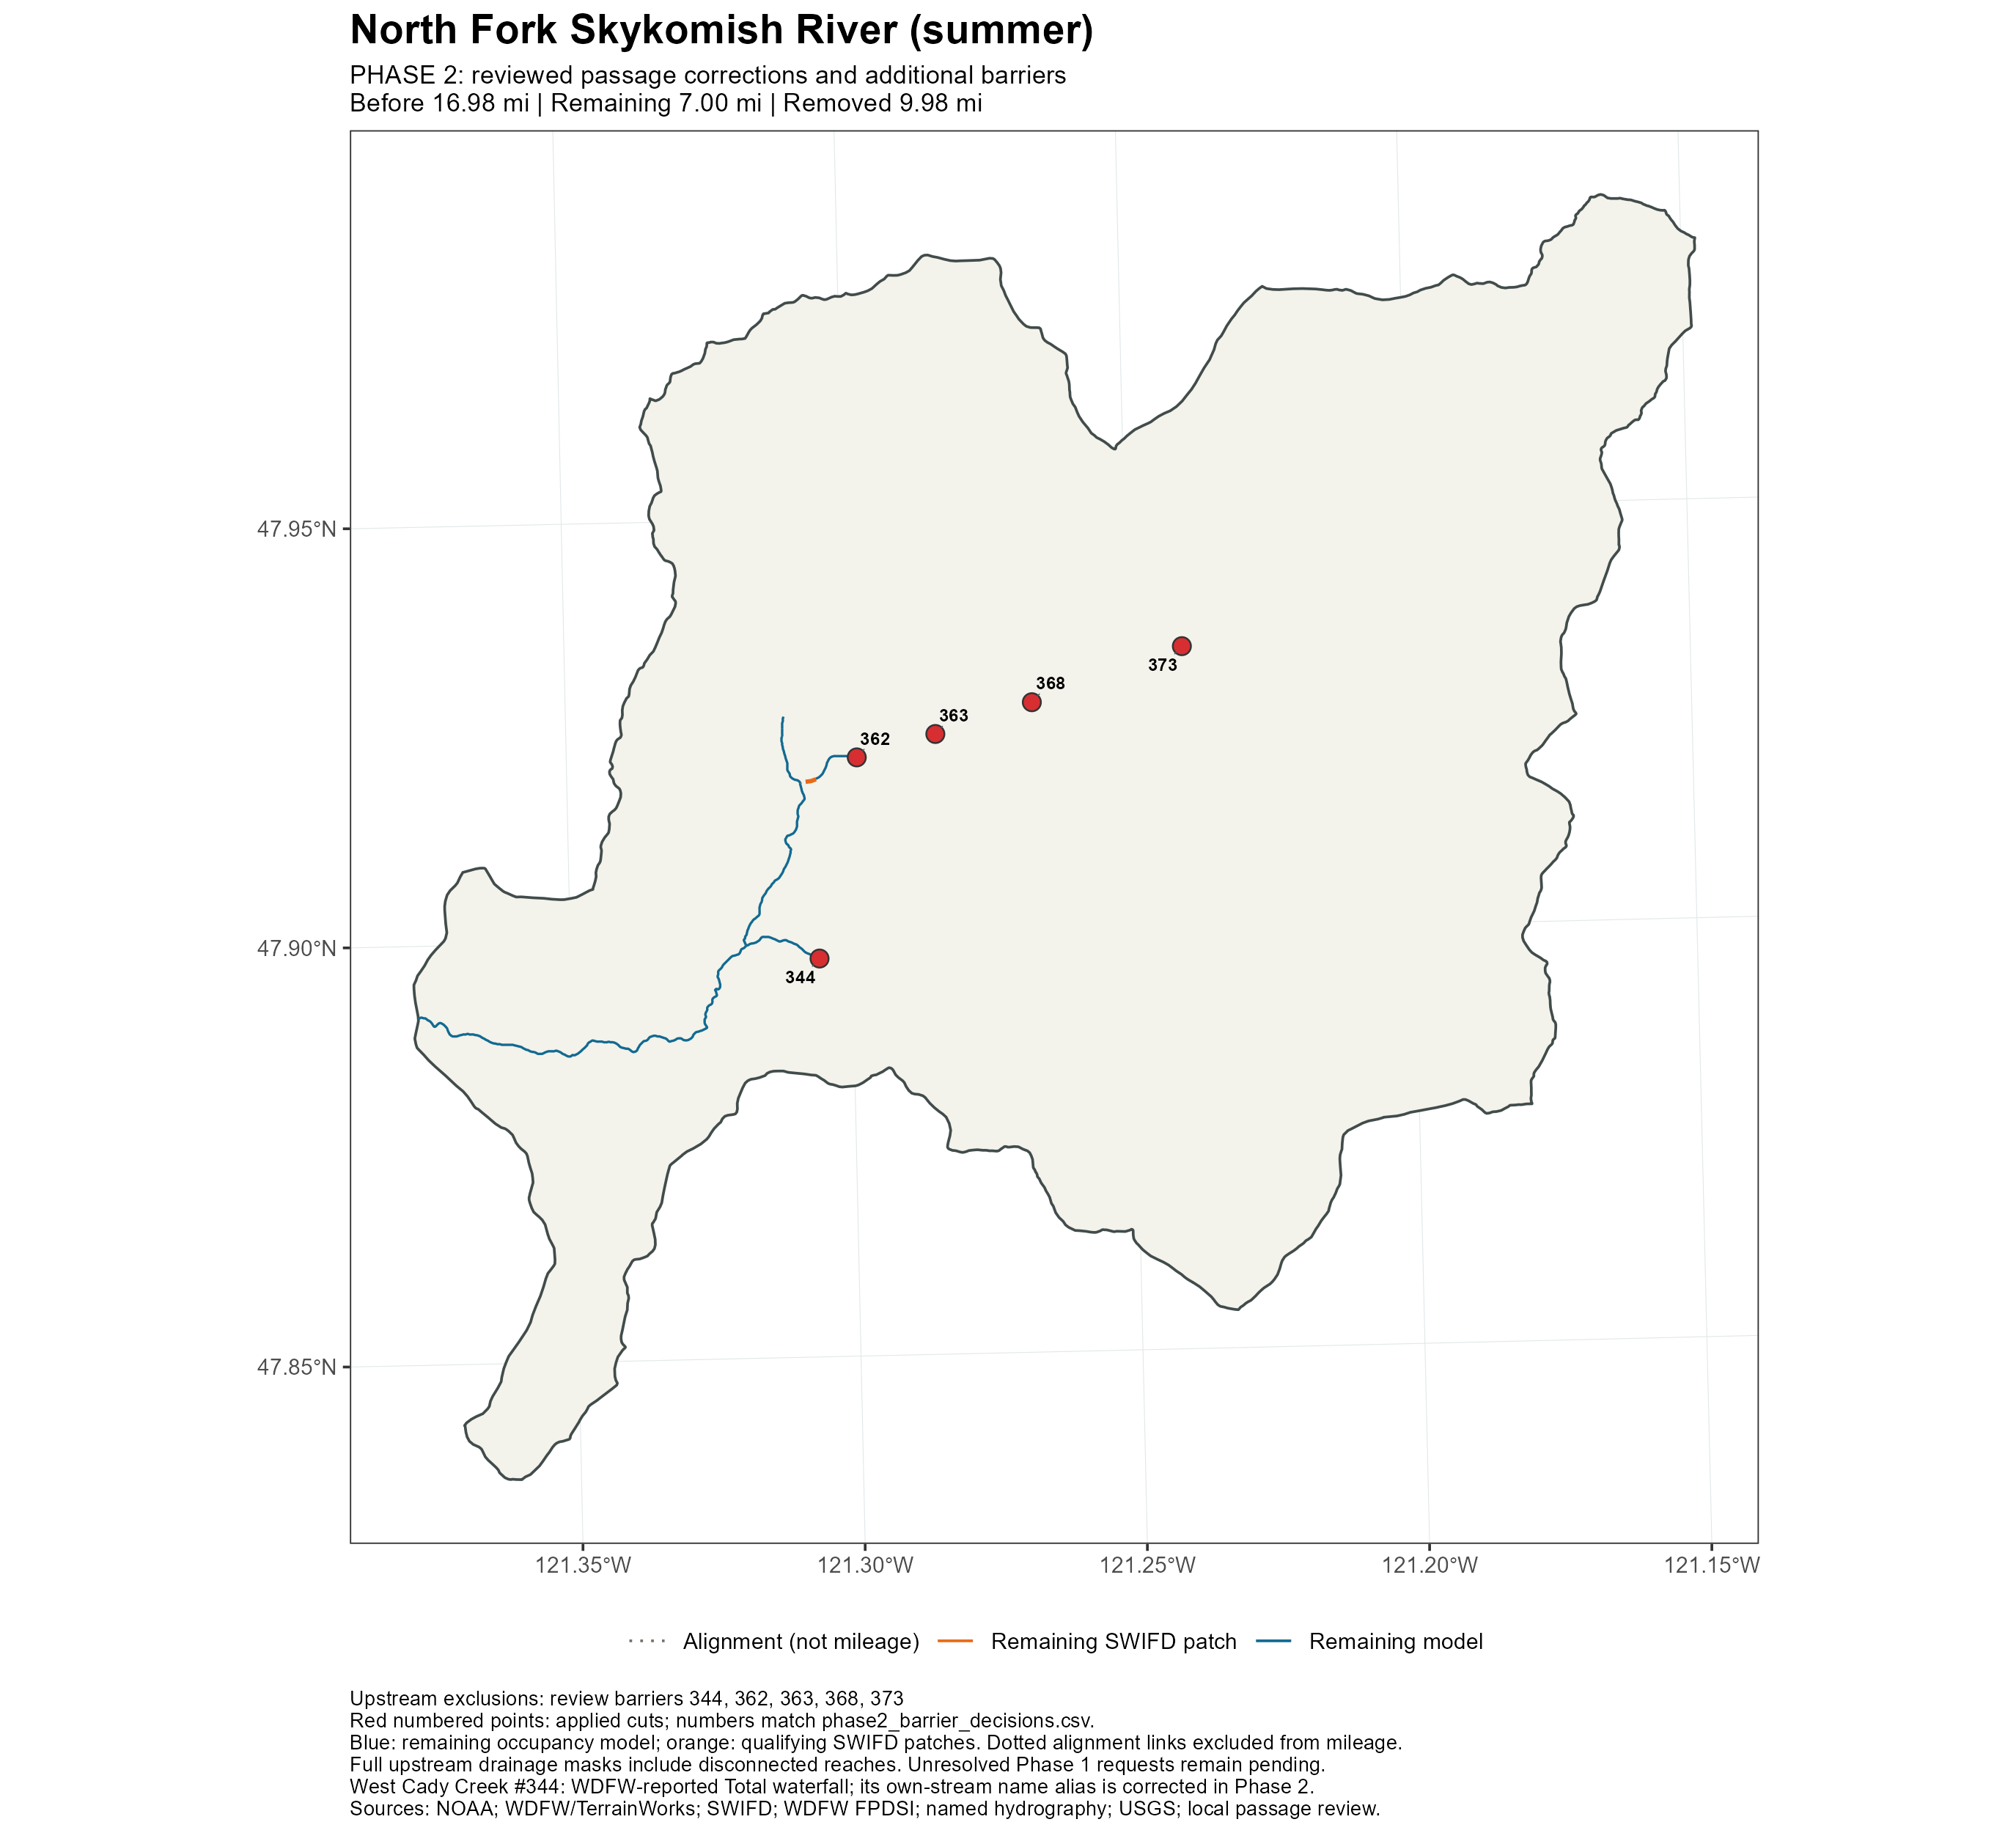 North Fork Skykomish River (summer)
PHASE 2: reviewed passage corrections and additional barriers
Before 16.98 mi | Remaining 7.00 mi | Removed 9.98 mi
47.95°N
373
368
363
362
47.90°N
344
47.85°N
121.35°W
121.30°W
121.25°W
121.20°W
121.15°W
Alignment (not mileage)
Remaining SWIFD patch
Remaining model
Upstream exclusions: review barriers 344, 362, 363, 368, 373
Red numbered points: applied cuts; numbers match phase2_barrier_decisions.csv.
Blue: remaining occupancy model; orange: qualifying SWIFD patches. Dotted alignment links excluded from mileage.
Full upstream drainage masks include disconnected reaches. Unresolved Phase 1 requests remain pending.
West Cady Creek #344: WDFW-reported Total waterfall; its own-stream name alias is corrected in Phase 2.
Sources: NOAA; WDFW/TerrainWorks; SWIFD; WDFW FPDSI; named hydrography; USGS; local passage review.